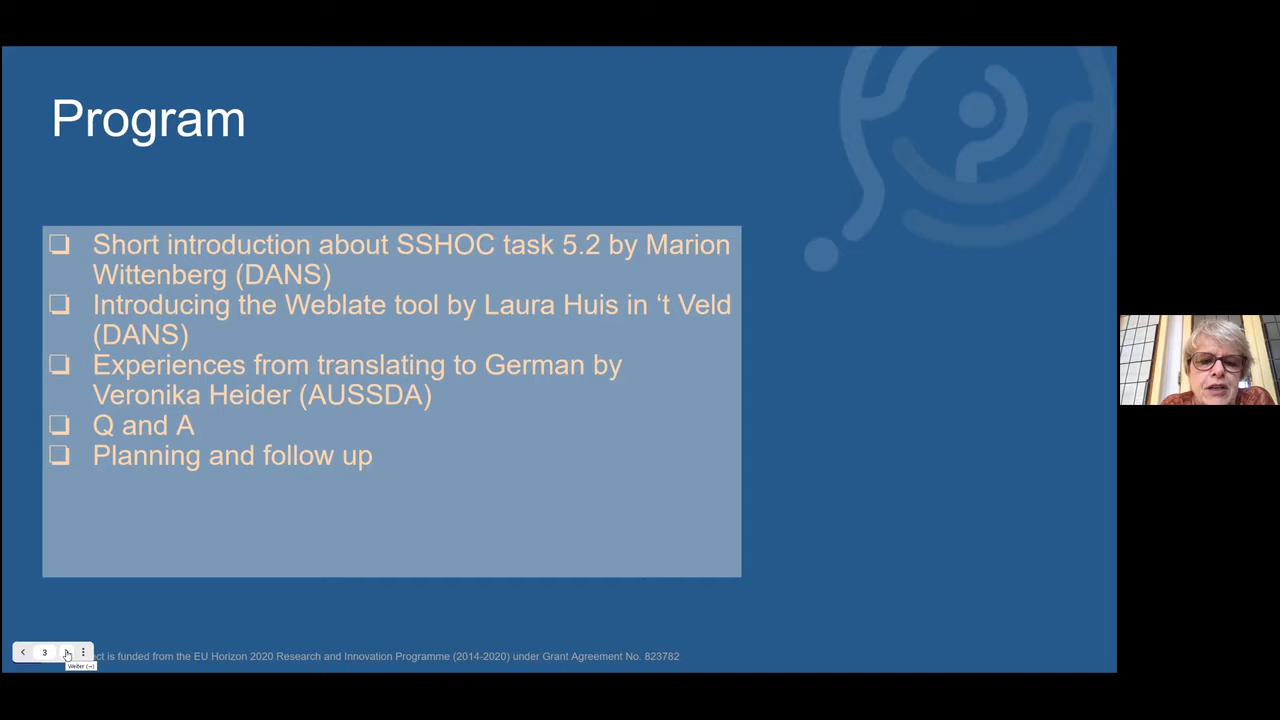 Program
❏ Short introduction about SSHOC task 5.2 by Marion
Wittenberg (DANS)
❏ Introducing the Weblate tool by Laura Huis in ‘t Veld
(DANS)
❏ Experiences from translating to German by
Veronika Heider (AUSSDA)
❏ Q and A
❏ Planning and follow up
3
is funded from the EU Horizon 2020 Research and Innovation Programme (2014-2020) under Grant Agreement No. 823782
Weiter (→)